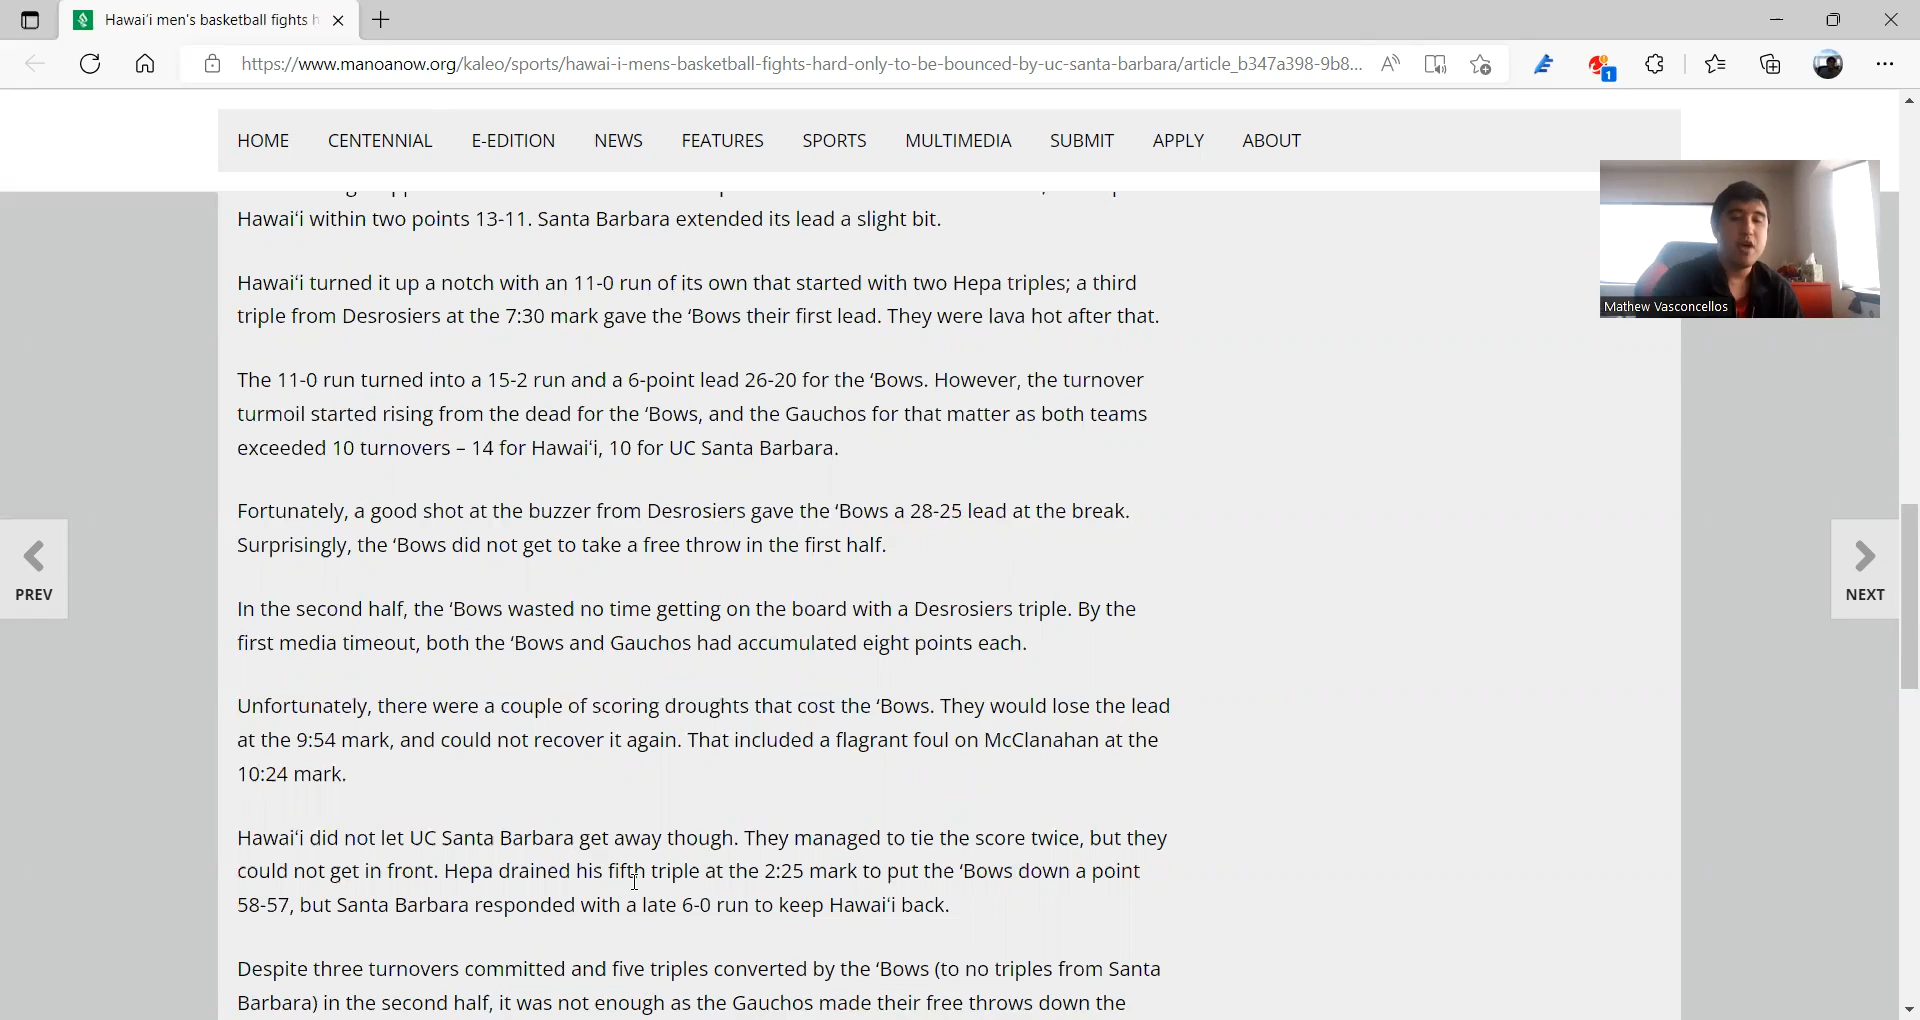 Hawaiʻi men's basketball fights h
https://www.manoanow.org/kaleo/sports/hawai-i-mens-basketball-fights-hard-only-to-be-bounced-by-uc-santa-barbara/article_b347a398-9b8...
1
HOME CENTENNIAL E-EDITION NEWS FEATURES SPORTS MULTIMEDIA SUBMIT APPLY ABOUT
Mathew Vasconcellos
Hawaiʻi within two points 13-11. Santa Barbara extended its lead a slight bit.
Hawaiʻi turned it up a notch with an 11-0 run of its own that started with two Hepa triples; a third
triple from Desrosiers at the 7:30 mark gave the ‘Bows their first lead. They were lava hot after that.
The 11-0 run turned into a 15-2 run and a 6-point lead 26-20 for the ‘Bows. However, the turnover
turmoil started rising from the dead for the ‘Bows, and the Gauchos for that matter as both teams
exceeded 10 turnovers – 14 for Hawaiʻi, 10 for UC Santa Barbara.
Fortunately, a good shot at the buzzer from Desrosiers gave the ‘Bows a 28-25 lead at the break.
Surprisingly, the ‘Bows did not get to take a free throw in the first half.
PREV
NEXT
In the second half, the ‘Bows wasted no time getting on the board with a Desrosiers triple. By the
first media timeout, both the ‘Bows and Gauchos had accumulated eight points each.
Unfortunately, there were a couple of scoring droughts that cost the ‘Bows. They would lose the lead
at the 9:54 mark, and could not recover it again. That included a flagrant foul on McClanahan at the
10:24 mark.
Hawaiʻi did not let UC Santa Barbara get away though. They managed to tie the score twice, but they
could not get in front. Hepa drained his fifth triple at the 2:25 mark to put the ‘Bows down a point
58-57, but Santa Barbara responded with a late 6-0 run to keep Hawaiʻi back.
Despite three turnovers committed and five triples converted by the ‘Bows (to no triples from Santa
Barbara) in the second half, it was not enough as the Gauchos made their free throws down the